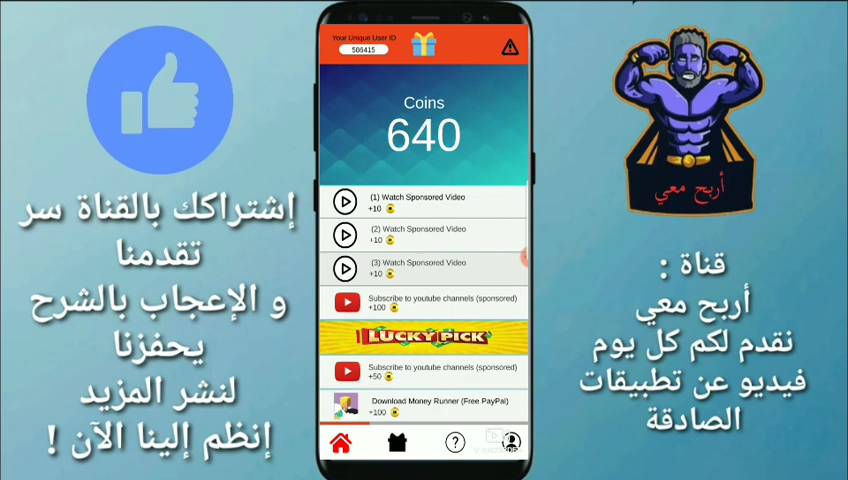 إشتراكك بالقناة سر
تقدمنا
و الإعجاب بالشرح
يحفزنا
لنشر المزيد
إنظم إلينا الآن !
Your Unique User ID
506415
Coins
640
(1) Watch Sponsored Video
+10
(2) Watch Sponsored Video
+10
(3) Watch Sponsored Video
+10
Subscribe to youtube channels (sponsored)
+100
LUCKY PICK
Subscribe to youtube channels (sponsored)
+50
Download Money Runner (Free PayPal)
+100
أربح معي
قناة :
أربح معي
نقدم لكم كل يوم
فيديو عن تطبيقات
الصادقة